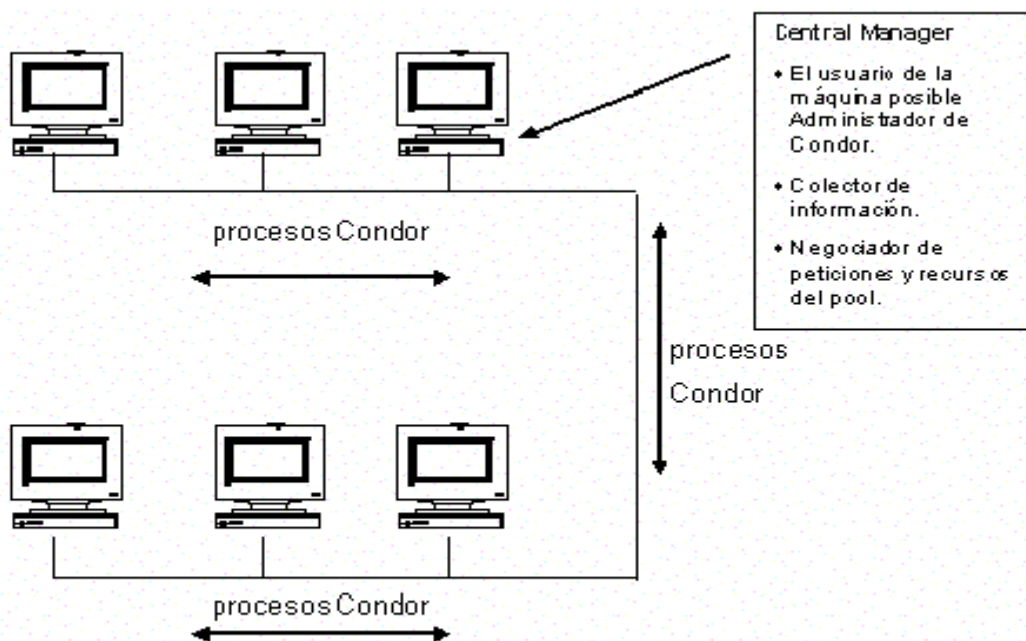 Central Manager
• El usuario de la
máquina posible
Administrador de
Condor.
• Colector de
información.
• Negociador de
peticiones y recursos
del pool.
procesos Condor
procesos
Condor
procesos Condor